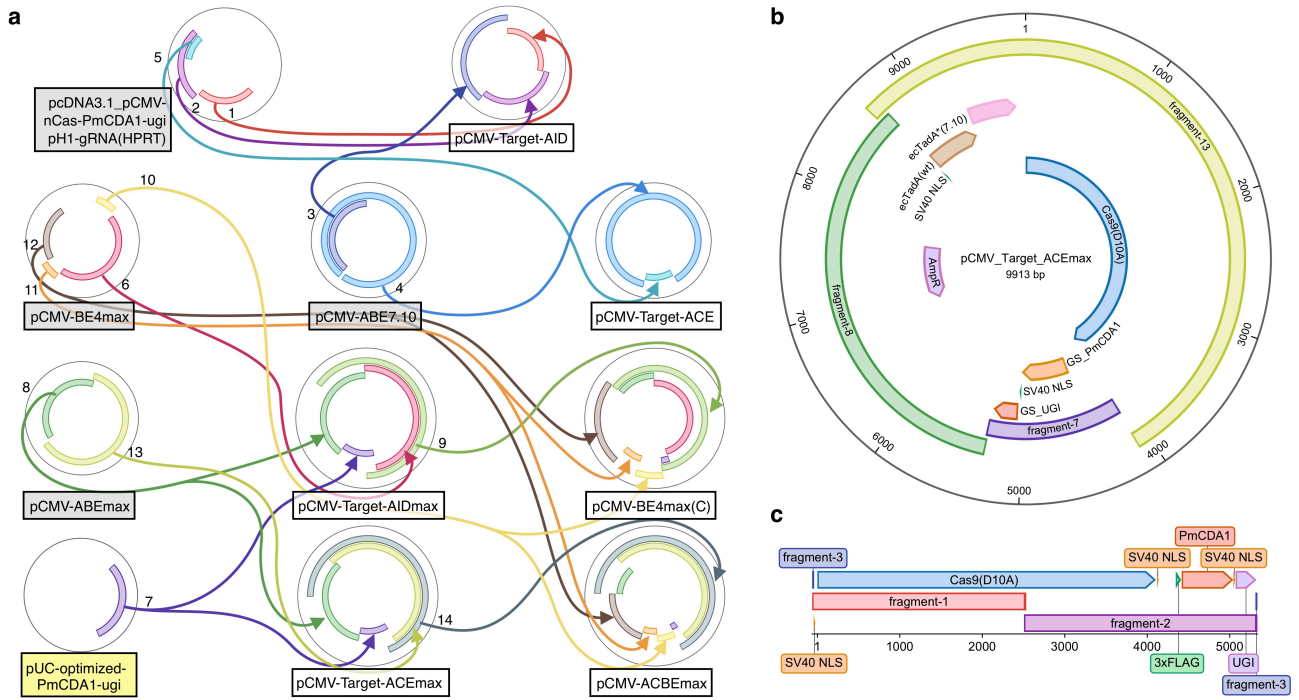 a
5
2
1
pcDNA3.1_pCMV-
nCas-PmCDA1-ugi
pH1-gRNA(HPRT)
pCMV-Target-AID
10
12
11
6
pCMV-BE4max
3
4
pCMV-ABE7.10
pCMV-Target-ACE
8
13
pCMV-ABEmax
9
pCMV-Target-AIDmax
pCMV-BE4max(C)
7
pUC-optimized-
PmCDA1-ugi
14
pCMV-Target-ACEmax
pCMV-ACBEmax
b
1
1000
2000
3000
4000
5000
6000
7000
8000
9000
fragment-13
fragment-8
fragment-7
ecTadA*(7.10)
ecTadA(wt)
SV40 NLS
Cas9(D10A)
AmpR
pCMV_Target_ACEmax
9913 bp
GS_PmCDA1
SV40 NLS
GS_UGI
c
PmCDA1
fragment-3
SV40 NLS
SV40 NLS
Cas9(D10A)
fragment-1
fragment-2
1
1000
2000
3000
4000
5000
SV40 NLS
3xFLAG
UGI
fragment-3